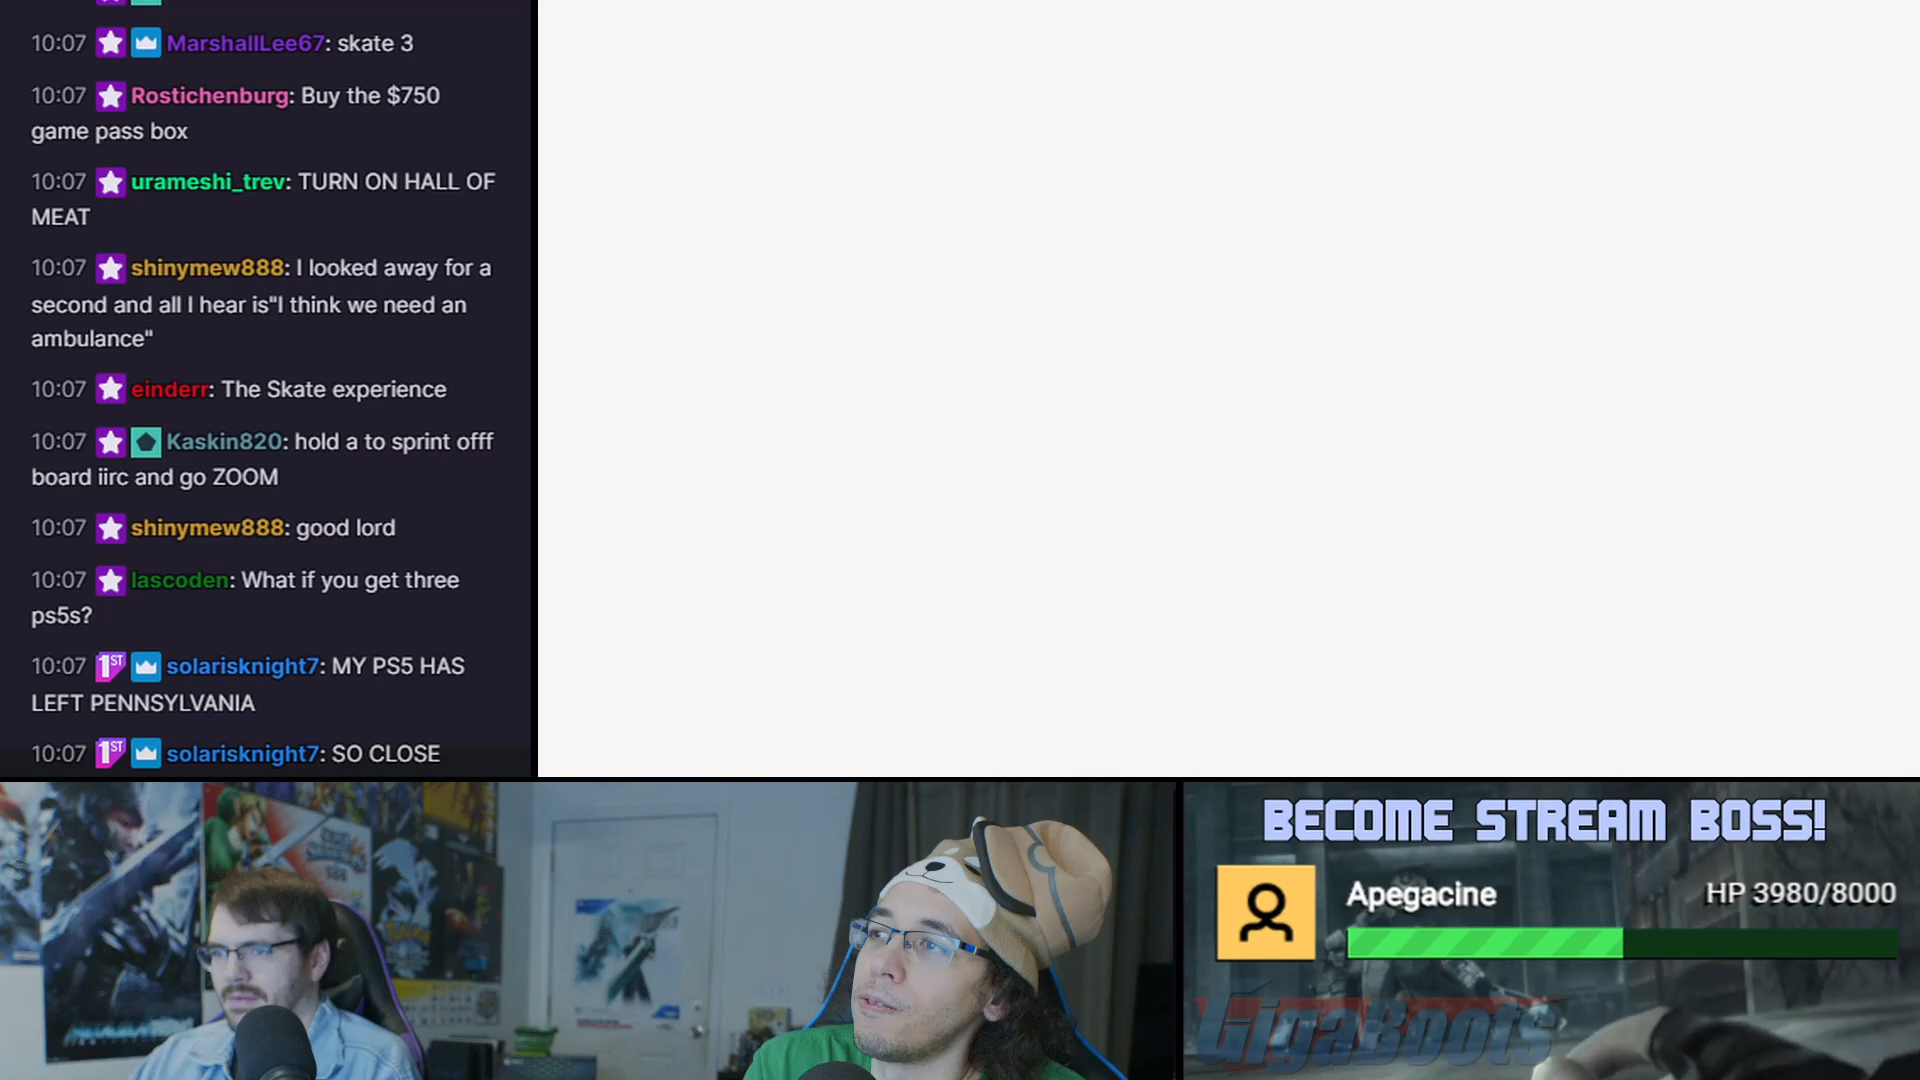 10:07 MarshallLee67: skate 3
10:07 Rostichenburg: Buy the $750
game pass box
10:07 urameshi_trev: TURN ON HALL OF
MEAT
10:07 shinymew888: I looked away for a
second and all I hear is"I think we need an
ambulance"
10:07 einderr: The Skate experience
10:07 Kaskin820: hold a to sprint offf
board iirc and go ZOOM
10:07 shinymew888: good lord
10:07 lascoden: What if you get three
ps5s?
10:07 1ST solarisknight7: MY PS5 HAS
LEFT PENNSYLVANIA
10:07 1ST solarisknight7: SO CLOSE
BECOME STREAM BOSS!
Apegacine HP 3980/8000
GigaBoots